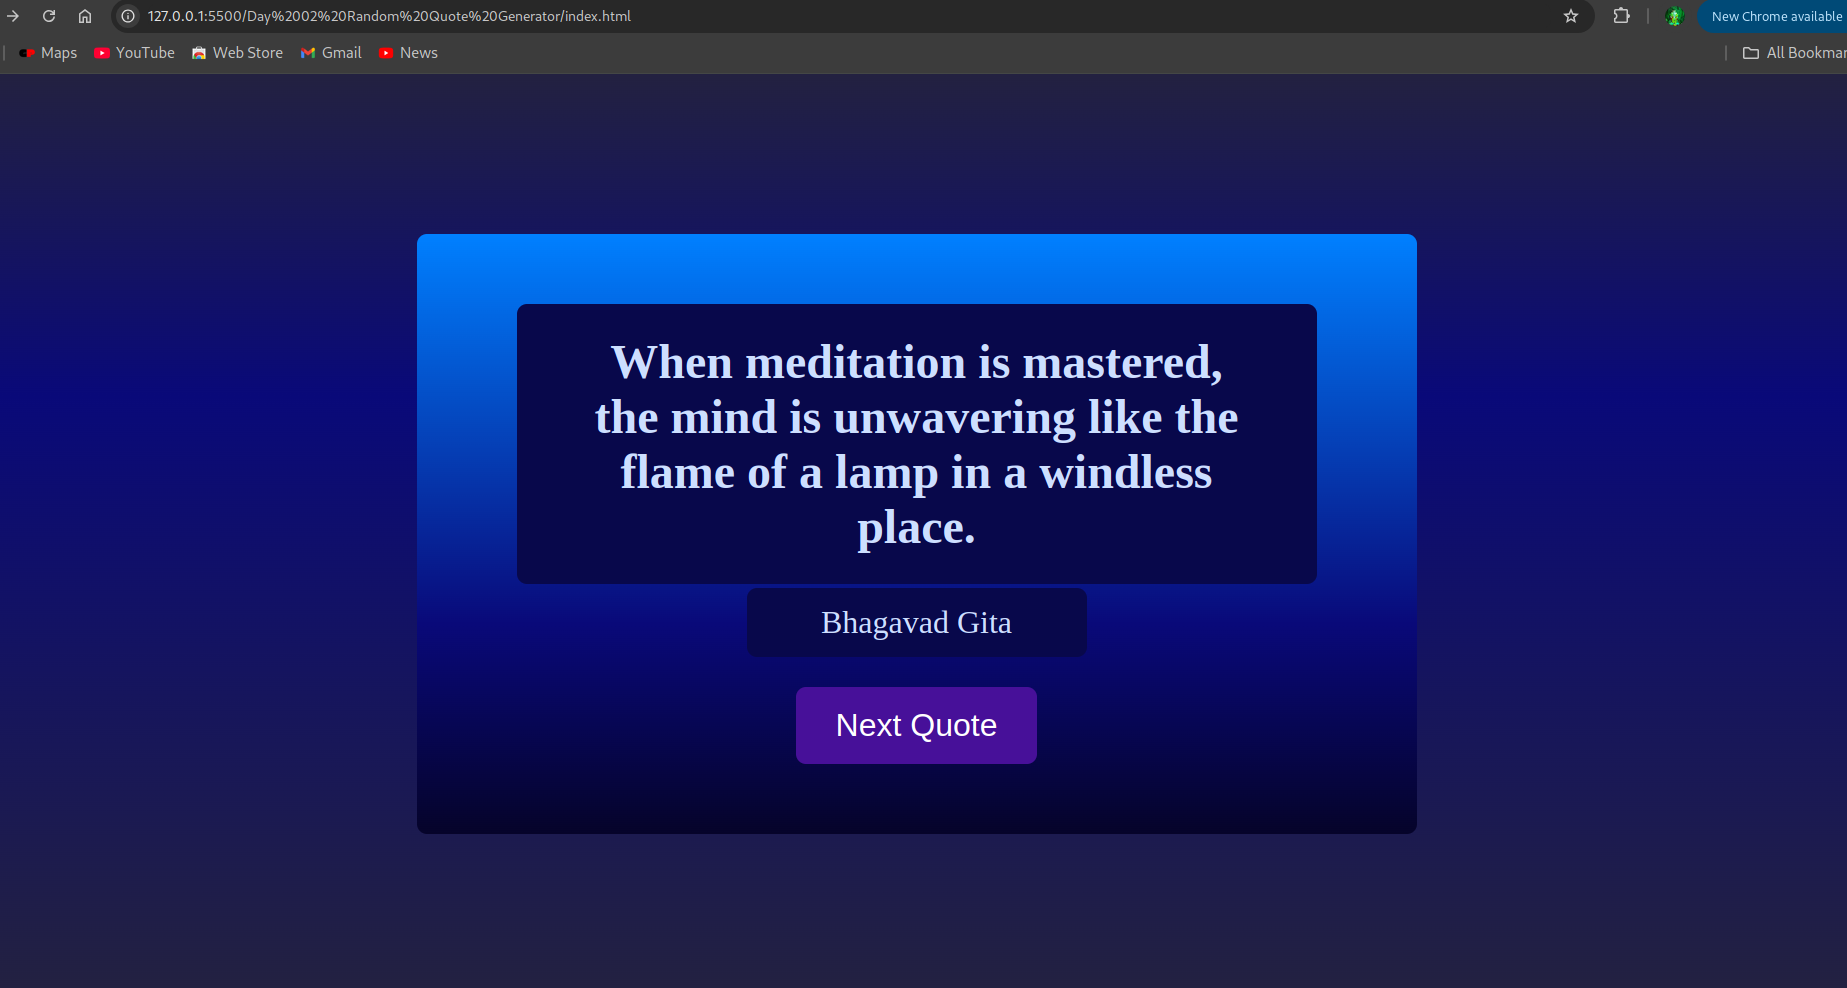 127.0.0.1:5500/Day%2002%20Random%20Quote%20Generator/index.html
New Chrome available
Maps
YouTube
Web Store
Gmail
News
All Bookmar
When meditation is mastered,
the mind is unwavering like the
flame of a lamp in a windless
place.
Bhagavad Gita
Next Quote